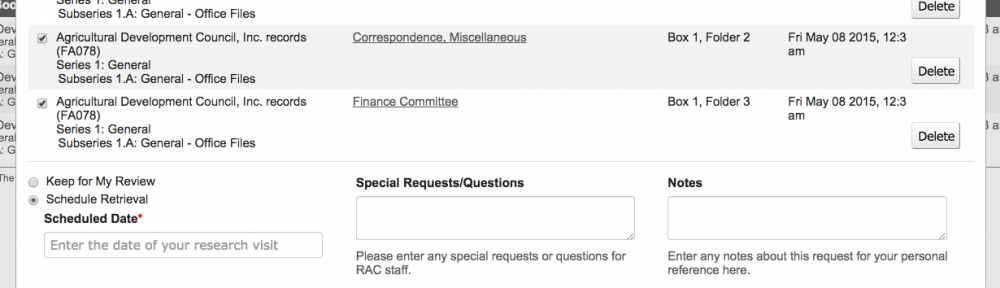 Series 1: General
Subseries 1.A: General - Office Files
Delete
Agricultural Development Council, Inc. records
(FA078)
Series 1: General
Subseries 1.A: General - Office Files
Correspondence, Miscellaneous
Box 1, Folder 2
Fri May 08 2015, 12:3
am
Delete
Agricultural Development Council, Inc. records
(FA078)
Series 1: General
Subseries 1.A: General - Office Files
Finance Committee
Box 1, Folder 3
Fri May 08 2015, 12:3
am
Delete
Keep for My Review
Schedule Retrieval
Scheduled Date*
Enter the date of your research visit
Special Requests/Questions
Please enter any special requests or questions for
RAC staff.
Notes
Enter any notes about this request for your personal
reference here.